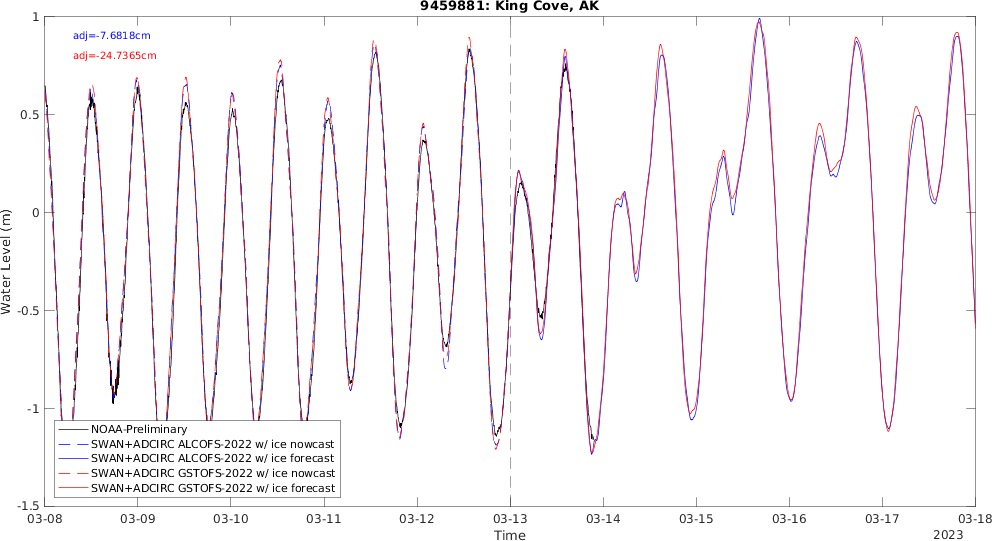 9459881: King Cove, AK
adj=-7.6818cm
adj=-24.7365cm
Water Level (m)
1
0.5
0
-0.5
-1
-1.5
NOAA-Preliminary
SWAN+ADCIRC ALCOFS-2022 w/ ice nowcast
SWAN+ADCIRC ALCOFS-2022 w/ ice forecast
SWAN+ADCIRC GSTOFS-2022 w/ ice nowcast
SWAN+ADCIRC GSTOFS-2022 w/ ice forecast
03-08 03-09 03-10 03-11 03-12 03-13 03-14 03-15 03-16 03-17 03-18
Time
2023